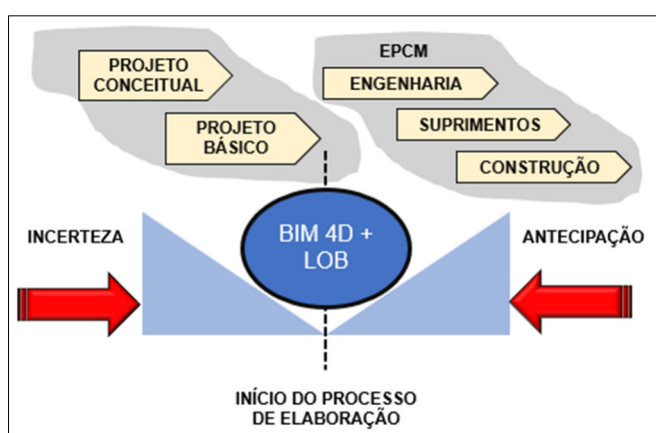 PROJETO
CONCEITUAL
PROJETO
BÁSICO
EPCM
ENGENHARIA
SUPRIMENTOS
CONSTRUÇÃO
INCERTEZA
BIM 4D +
LOB
ANTECIPAÇÃO
INÍCIO DO PROCESSO
DE ELABORAÇÃO